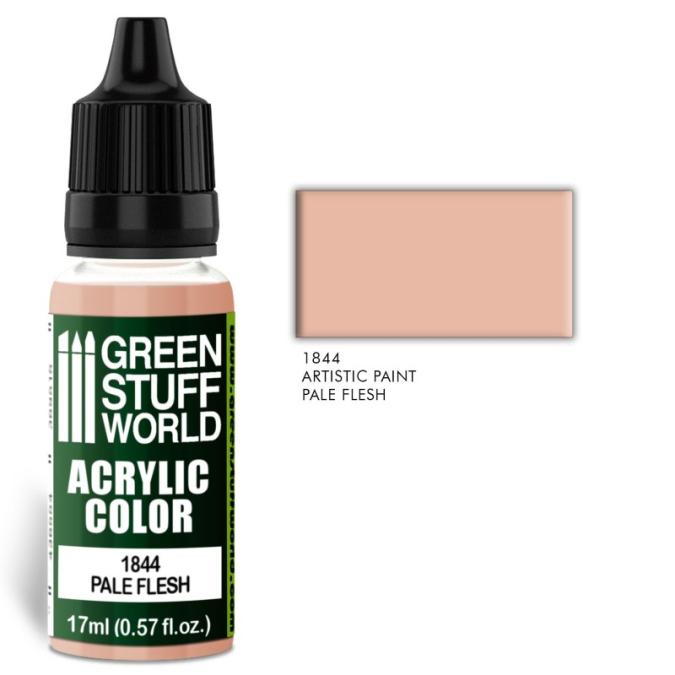 GREEN
STUFF
WORLD
ACRYLIC
COLOR
1844
PALE FLESH
17ml (0.57 fl.oz.)
1844
ARTISTIC PAINT
PALE FLESH